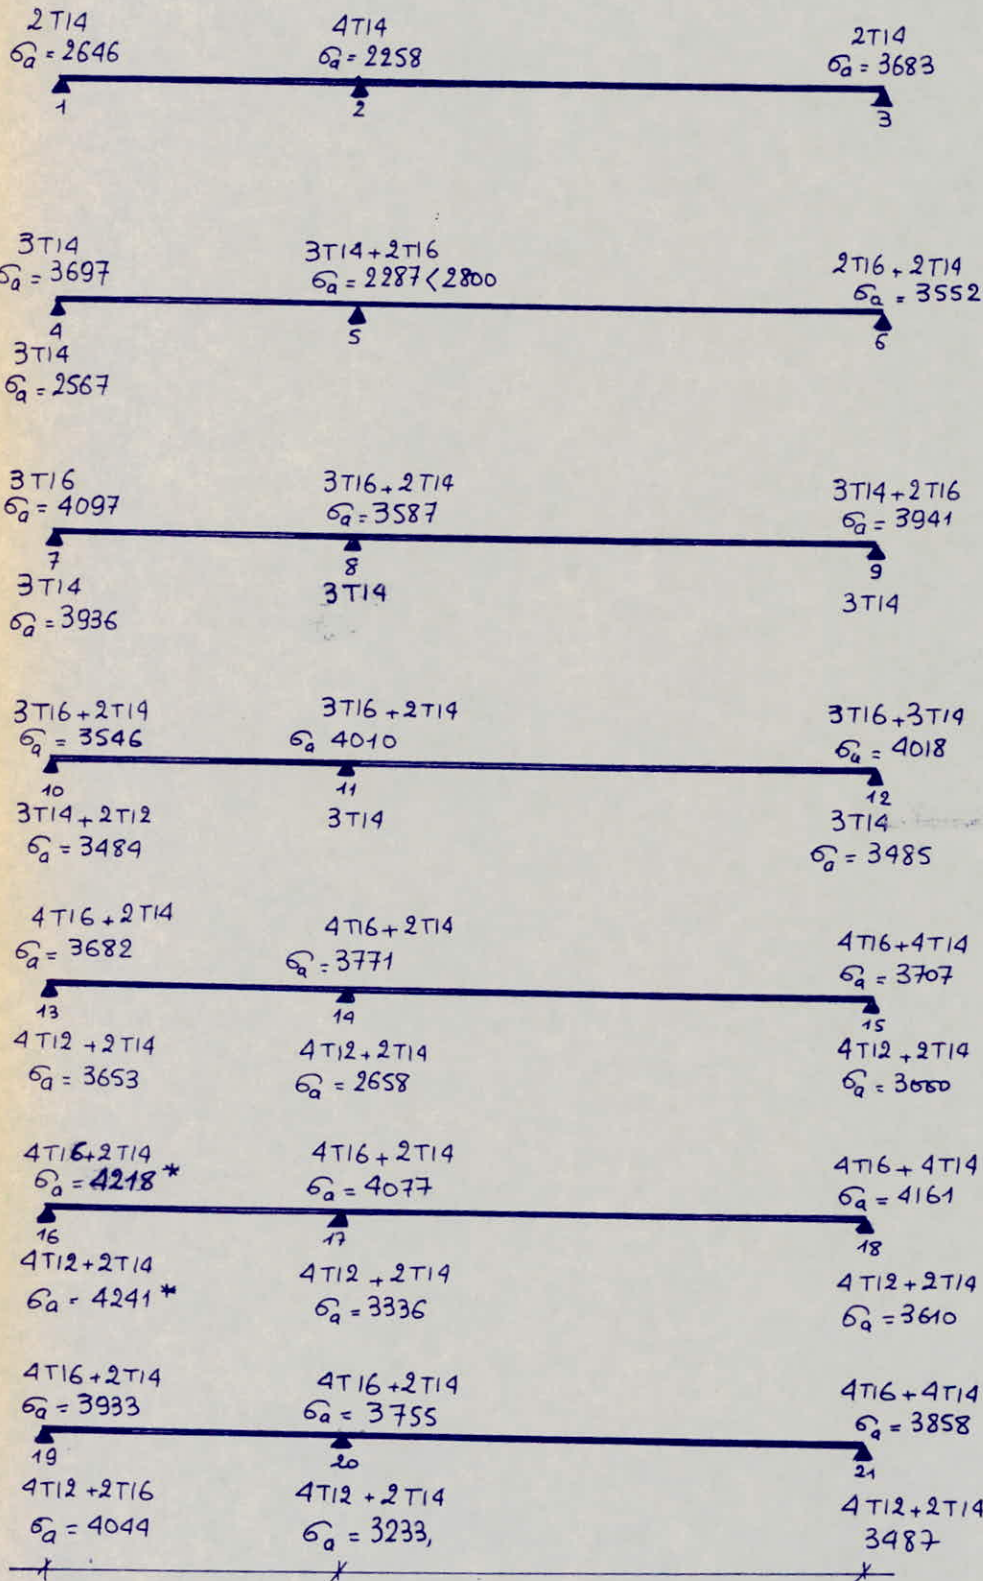 2T14 4T14 2T14
σa = 2646 σa = 2258 σa = 3683
1 2 3
3T14 3T14+2T16 2T16+2T14
σa = 3697 σa = 2287<2800 σa = 3552
4 5 6
3T14
σa = 2567
3T16 3T16+2T14 3T14+2T16
σa = 4097 σa = 3587 σa = 3941
7 8 9
3T14 3T14 3T14
σa = 3936
3T16+2T14 3T16+2T14 3T16+3T14
σa = 3546 σa 4010 σa = 4018
10 11 12
3T14+2T12 3T14 3T14
σa = 3484 σa = 3485
4T16+2T14 4T16+2T14 4T16+4T14
σa = 3682 σa = 3771 σa = 3707
13 14 15
4T12+2T14 4T12+2T14 4T12+2T14
σa = 3653 σa = 2658 σa =
4T16+2T14 4T16+2T14 4T16+4T14
σa = 4218* σa = 4077 σa = 4161
16 17 18
4T12+2T14 4T12+2T14 4T12+2T14
σa = 4241* σa = 3336 σa = 3610
4T16+2T14 4T16+2T14 4T16+4T14
σa = 3933 σa = 3755 σa = 3858
19 20 21
4T12+2T16 4T12+2T14 4T12+2T14
σa = 4044 σa = 3233, 3487